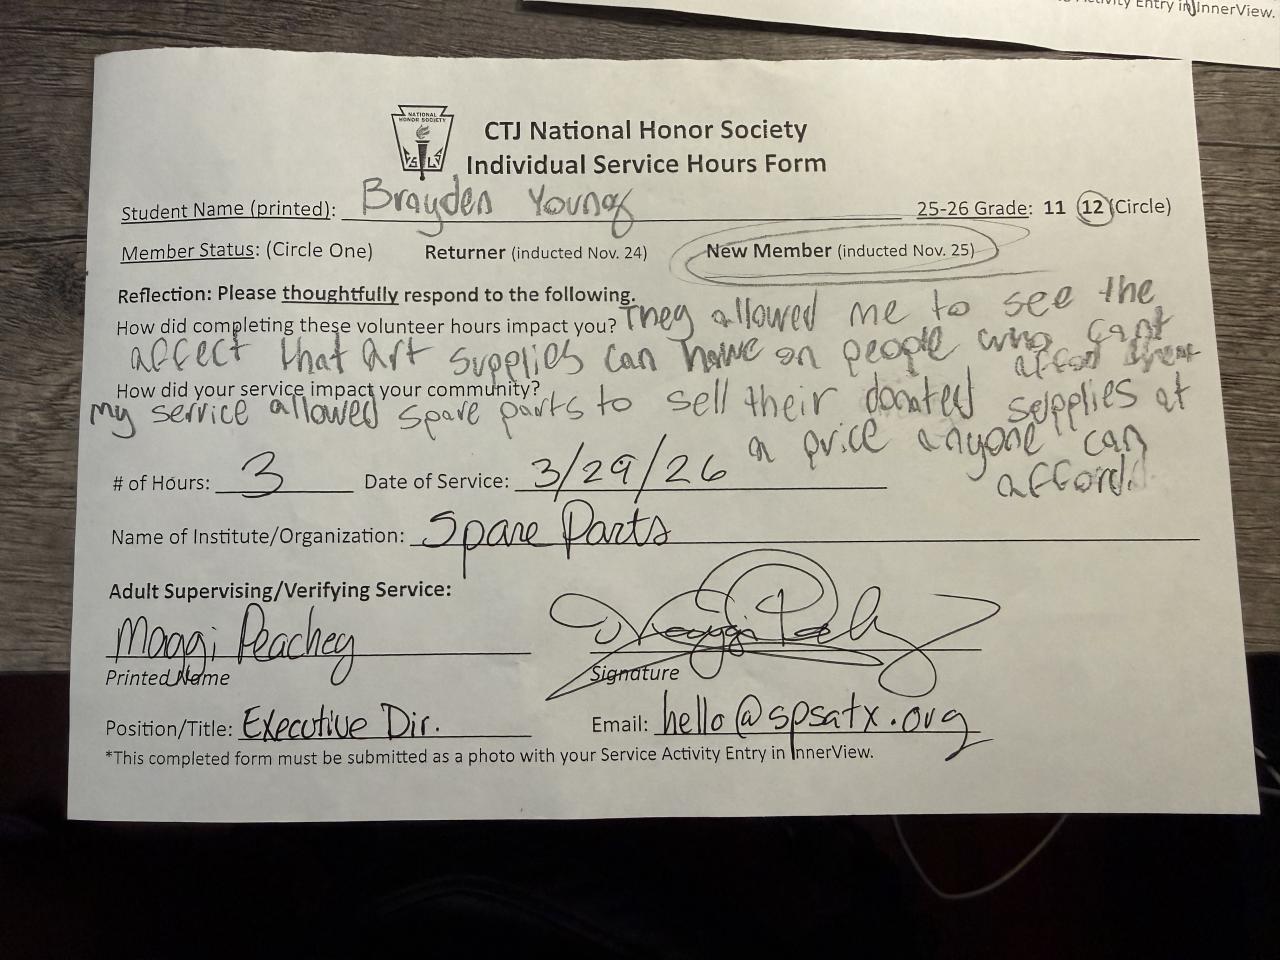 Activity Entry in InnerView.
NATIONAL
HONOR SOCIETY
CTJ National Honor Society
Individual Service Hours Form
Student Name (printed): Brayden Young 25-26 Grade: 11 12 (Circle)
Member Status: (Circle One) Returner (inducted Nov. 24) New Member (inducted Nov. 25)
Reflection: Please thoughtfully respond to the following.
How did completing these volunteer hours impact you? They allowed me to see the
affect that art supplies can have on people who cant
afford them
How did your service impact your community?
my service allowed spare parts to sell their donated supplies at
a price anyone can
afford.
# of Hours: 3 Date of Service: 3/29/26
Name of Institute/Organization: Spare Parts
Adult Supervising/Verifying Service:
Maggi Peachey Maggi Peachey
Printed Name Signature
Position/Title: Executive Dir. Email: hello@spsatx.org
*This completed form must be submitted as a photo with your Service Activity Entry in InnerView.